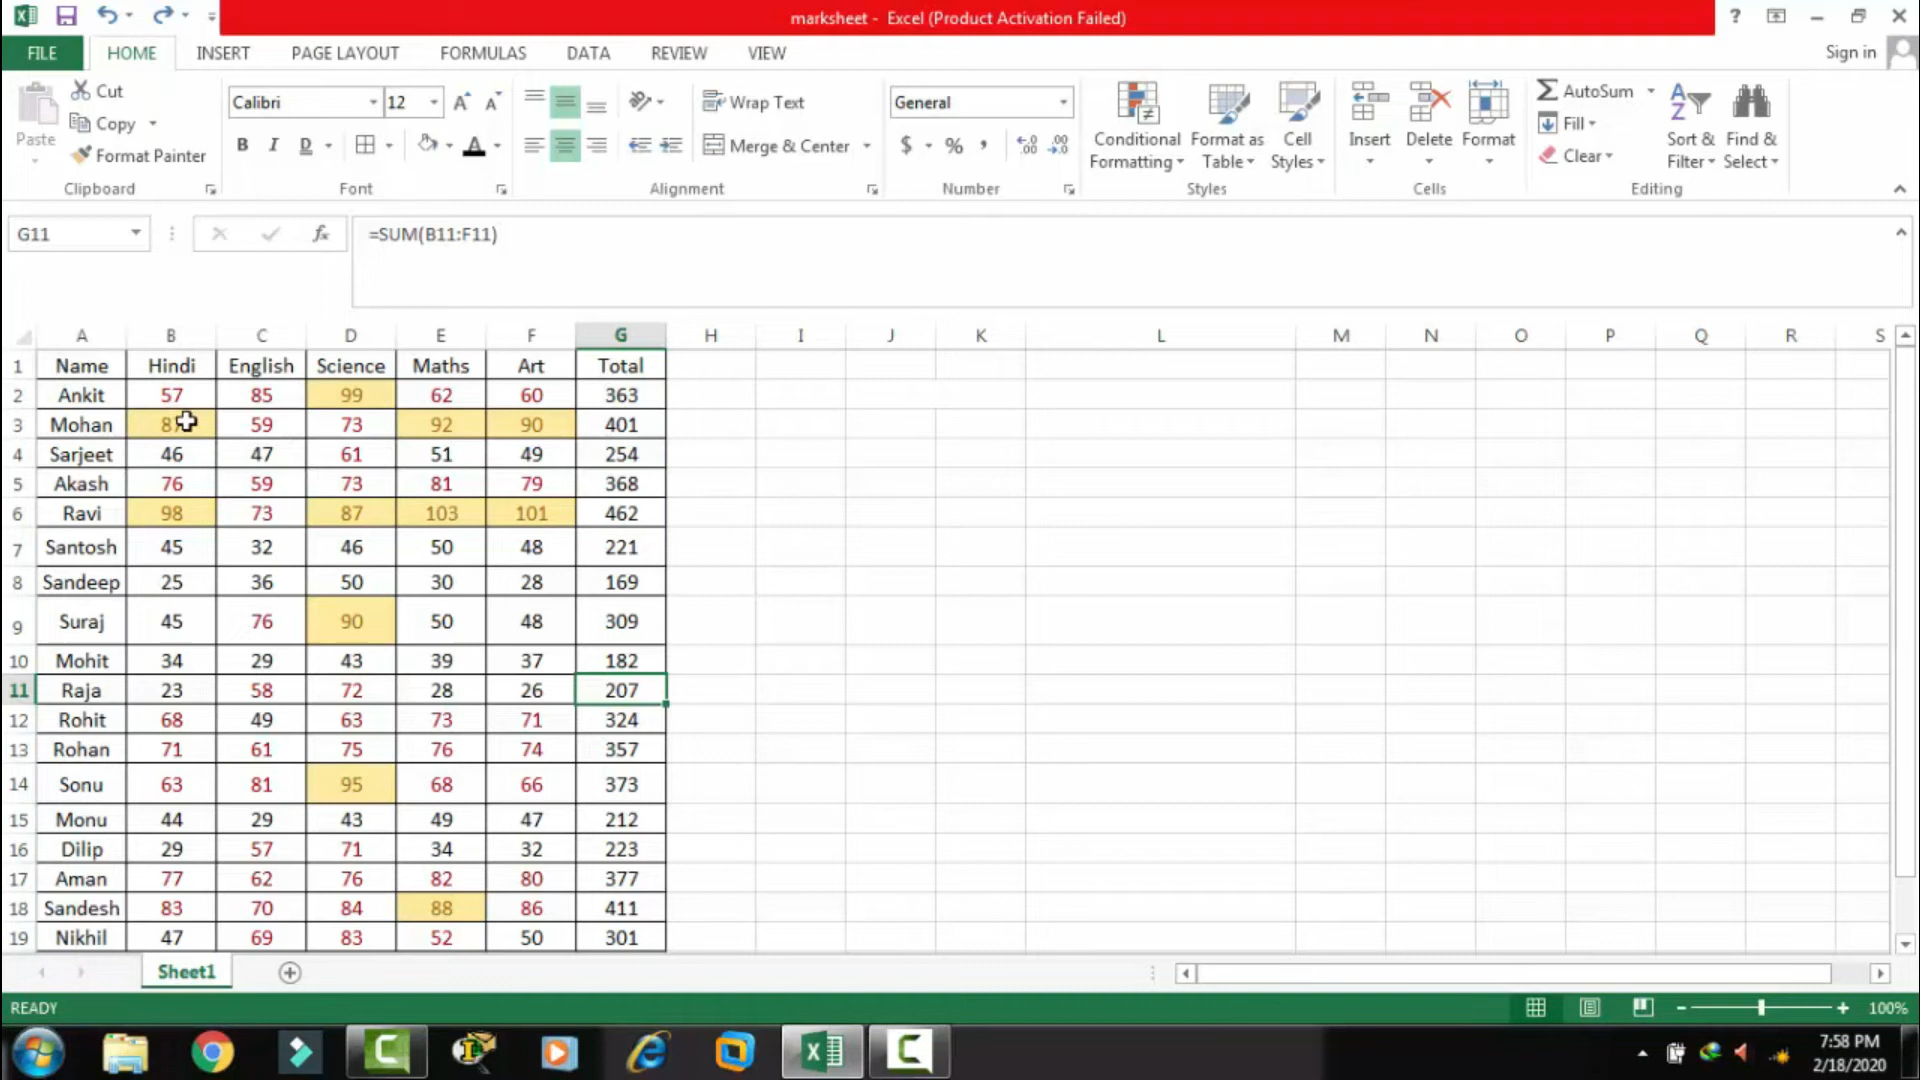 marksheet - Excel (Product Activation Failed)
?
FILE HOME INSERT PAGE LAYOUT FORMULAS DATA REVIEW VIEW Sign in
Paste Cut Copy Format Painter Clipboard
Calibri 12 A A B I D A Font
Wrap Text Merge & Center Alignment
General $ % , .00 .00 Number
Conditional Formatting Format as Table Cell Styles Styles
Insert Delete Format Cells
AutoSum Fill Clear Sort & Filter Find & Select Editing
G11 fx =SUM(B11:F11)
A B C D E F G H I J K L M N O P Q R S
1 Name Hindi English Science Maths Art Total
2 Ankit 57 85 99 62 60 363
3 Mohan 59 73 92 90 401
4 Sarjeet 46 47 61 51 49 254
5 Akash 76 59 73 81 79 368
6 Ravi 98 73 87 103 101 462
7 Santosh 45 32 46 50 48 221
8 Sandeep 25 36 50 30 28 169
9 Suraj 45 76 90 50 48 309
10 Mohit 34 29 43 39 37 182
11 Raja 23 58 72 28 26 207
12 Rohit 68 49 63 73 71 324
13 Rohan 71 61 75 76 74 357
14 Sonu 63 81 95 68 66 373
15 Monu 44 29 43 49 47 212
16 Dilip 29 57 71 34 32 223
17 Aman 77 62 76 82 80 377
18 Sandesh 83 70 84 88 86 411
19 Nikhil 47 69 83 52 50 301
Sheet1
READY 100%
7:58 PM
2/18/2020